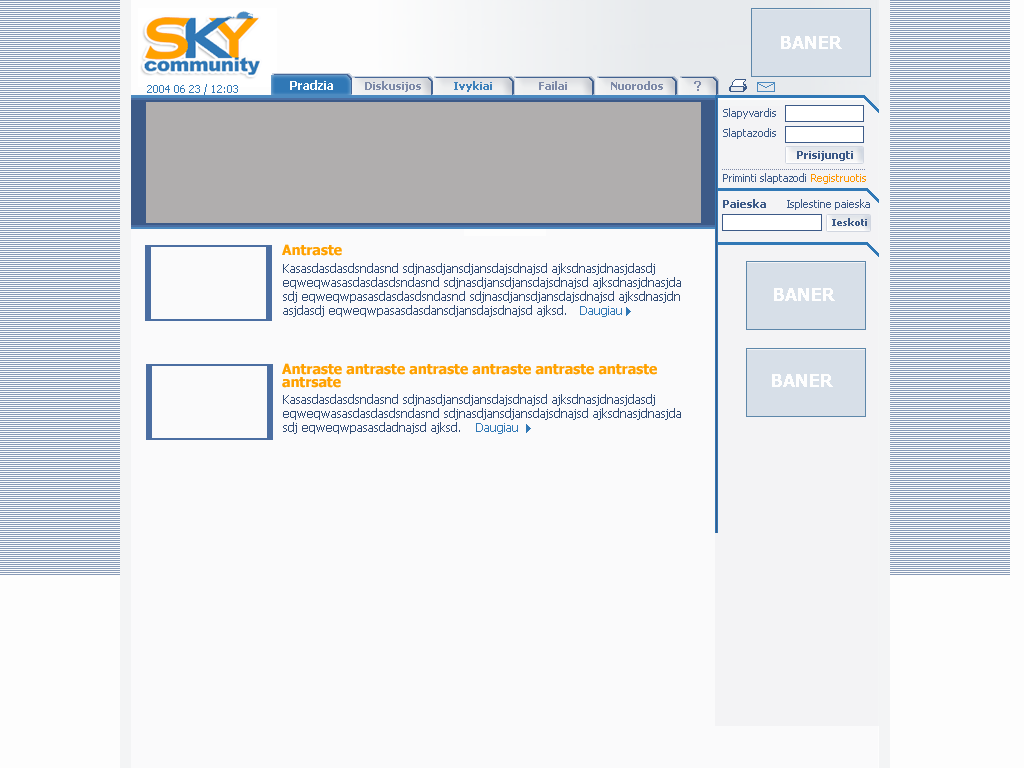 SKY
community
BANER
2004 06 23 / 12:03
Pradzia
Diskusijos
Ivykiai
Failai
Nuorodos
?
Slapyvardis
Slaptazodis
Prisijungti
Priminti slaptazodi Registruotis
Paieska Isplestine paieska
Ieskoti
Antraste
Kasasdasdasdsndasnd sdjnasdjansdjansdajsdnajsd ajksdnasjdnasjdasdj
eqweqwasasdasdasdsndasnd sdjnasdjansdjansdajsdnajsd ajksdnasjdnasjda
sdj eqweqwpasasdasdasdsndasnd sdjnasdjansdjansdajsdnajsd ajksdnasjdn
asjdasdj eqweqwpasasdasdansdjansdajsdnajsd ajksd. Daugiau
BANER
Antraste antraste antraste antraste antraste antraste
antrsate
Kasasdasdasdsndasnd sdjnasdjansdjansdajsdnajsd ajksdnasjdnasjdasdj
eqweqwasasdasdasdsndasnd sdjnasdjansdjansdajsdnajsd ajksdnasjdnasjda
sdj eqweqwpasasdadnajsd ajksd. Daugiau
BANER